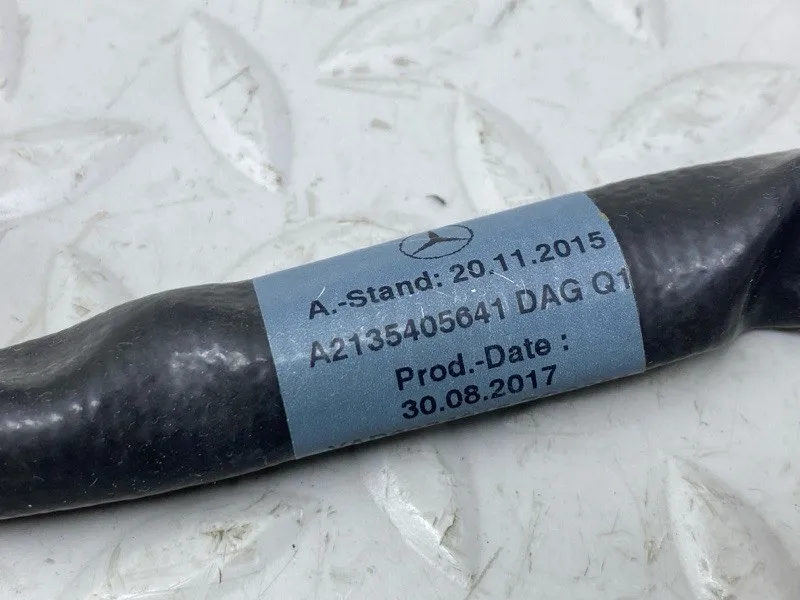 A.-Stand: 20.11.2015
A2135405641 DAG Q1
Prod.-Date :
30.08.2017